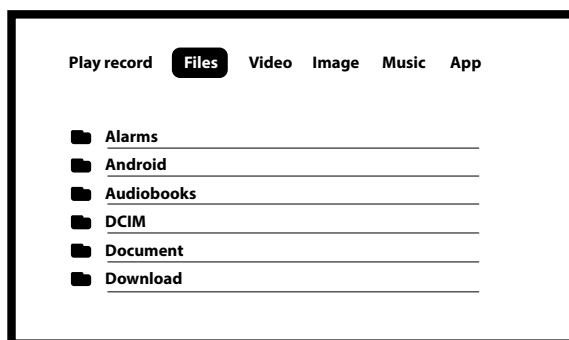 Play record Files Video Image Music App
Alarms
Android
Audiobooks
DCIM
Document
Download